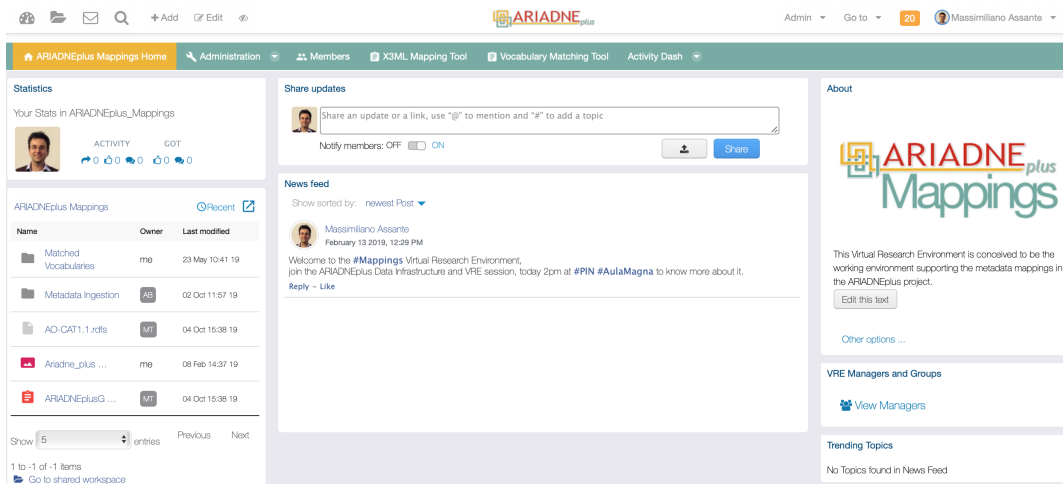 + Add
Edit
ARIADNE plus
Admin
Go to
20
Massimiliano Assante
ARIADNEplus Mappings Home
Administration
Members
X3ML Mapping Tool
Vocabulary Matching Tool
Activity Dash
Statistics
Your Stats in ARIADNEplus_Mappings
ACTIVITY GOT
0 0 0 0 0
ARIADNEplus Mappings Recent
Name Owner Last modified
Matched
Vocabularies
me 23 May 10:41 19
Metadata Ingestion AB 02 Oct 11:57 19
AO-CAT1.1.rdfs MT 04 Oct 15:38 19
Ariadne_plus ... me 08 Feb 14:37 19
ARIADNEplusG ... MT 04 Oct 15:38 19
Show 5 entries Previous Next
1 to -1 of -1 items
Go to shared workspace
Share updates
Share an update or a link, use "@" to mention and "#" to add a topic
Notify members: OFF ON
Share
News feed
Show sorted by: newest Post
Massimiliano Assante
February 13 2019, 12:29 PM
Welcome to the #Mappings Virtual Research Environment,
join the ARIADNEplus Data Infrastructure and VRE session, today 2pm at #PIN #AulaMagna to know more about it.
Reply - Like
About
ARIADNE plus
Mappings
This Virtual Research Environment is conceived to be the
working environment supporting the metadata mappings in
the ARIADNEplus project.
Edit this text
Other options ...
VRE Managers and Groups
View Managers
Trending Topics
No Topics found in News Feed